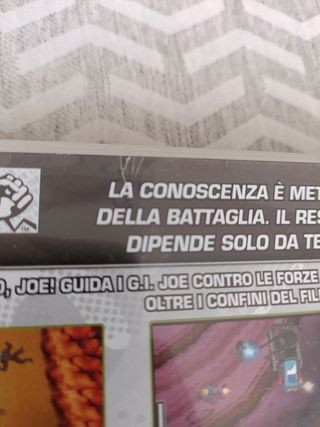 LA CONOSCENZA È MET
DELLA BATTAGLIA. IL RES
DIPENDE SOLO DA TE
O, JOE! GUIDA I G.I. JOE CONTRO LE FORZE
OLTRE I CONFINI DEL FIL
TM